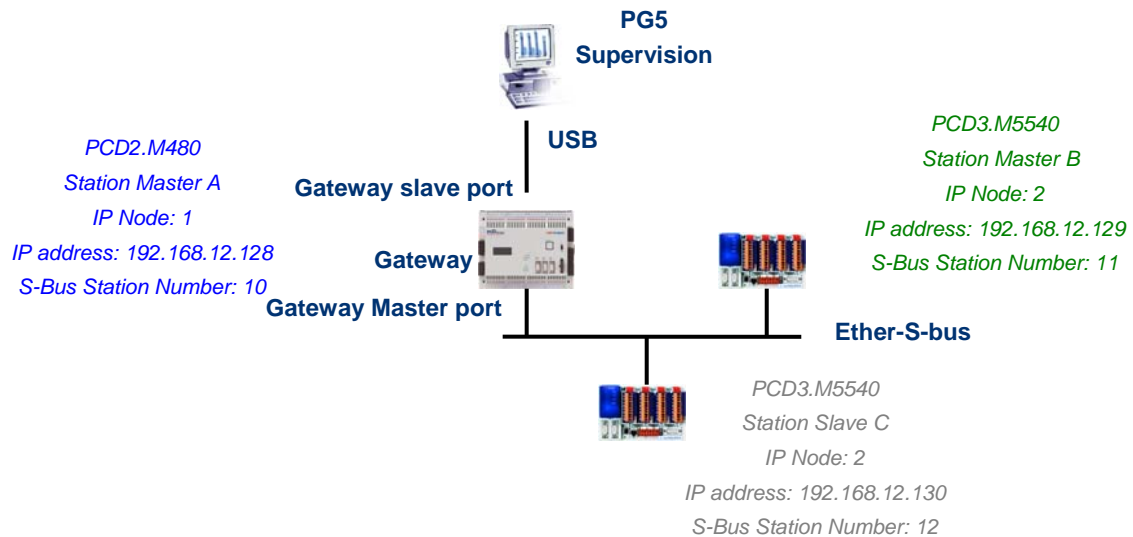 PG5
Supervision
USB
PCD2.M480
Station Master A
IP Node: 1
IP address: 192.168.12.128
S-Bus Station Number: 10
Gateway slave port
Gateway
Gateway Master port
PCD3.M5540
Station Master B
IP Node: 2
IP address: 192.168.12.129
S-Bus Station Number: 11
Ether-S-bus
PCD3.M5540
Station Slave C
IP Node: 2
IP address: 192.168.12.130
S-Bus Station Number: 12